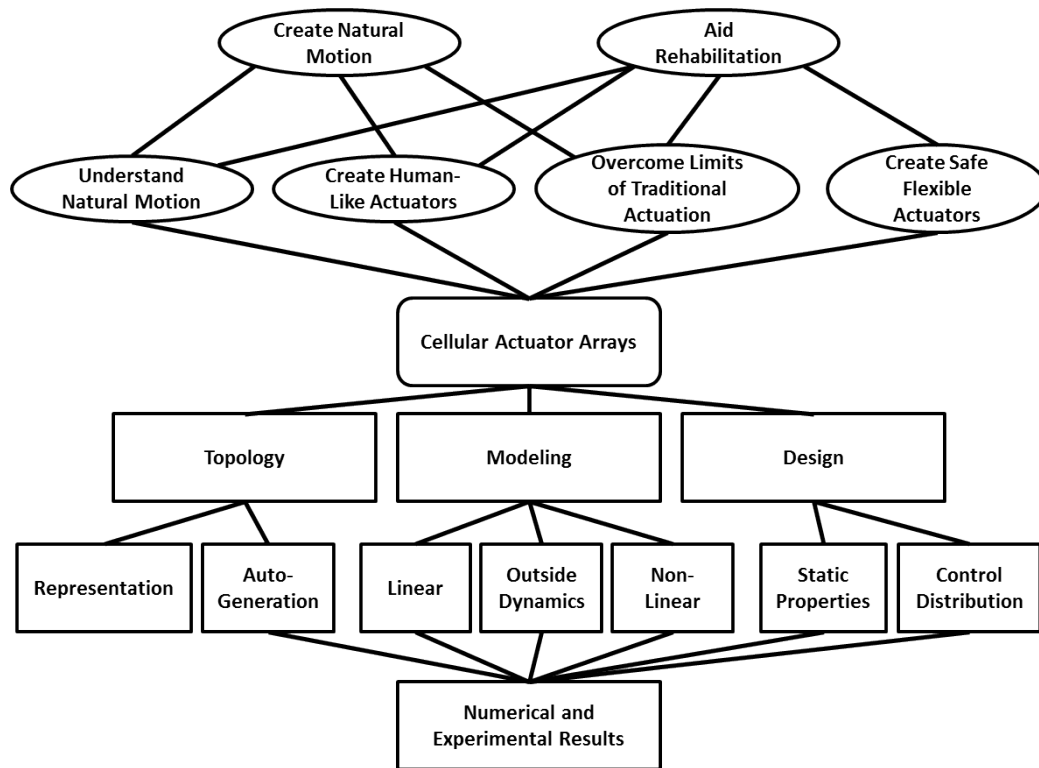 Create Natural
Motion
Aid
Rehabilitation
Understand
Natural Motion
Create Human-
Like Actuators
Overcome Limits
of Traditional
Actuation
Create Safe
Flexible
Actuators
Cellular Actuator Arrays
Topology
Modeling
Design
Representation
Auto-
Generation
Linear
Outside
Dynamics
Non-
Linear
Static
Properties
Control
Distribution
Numerical and
Experimental Results